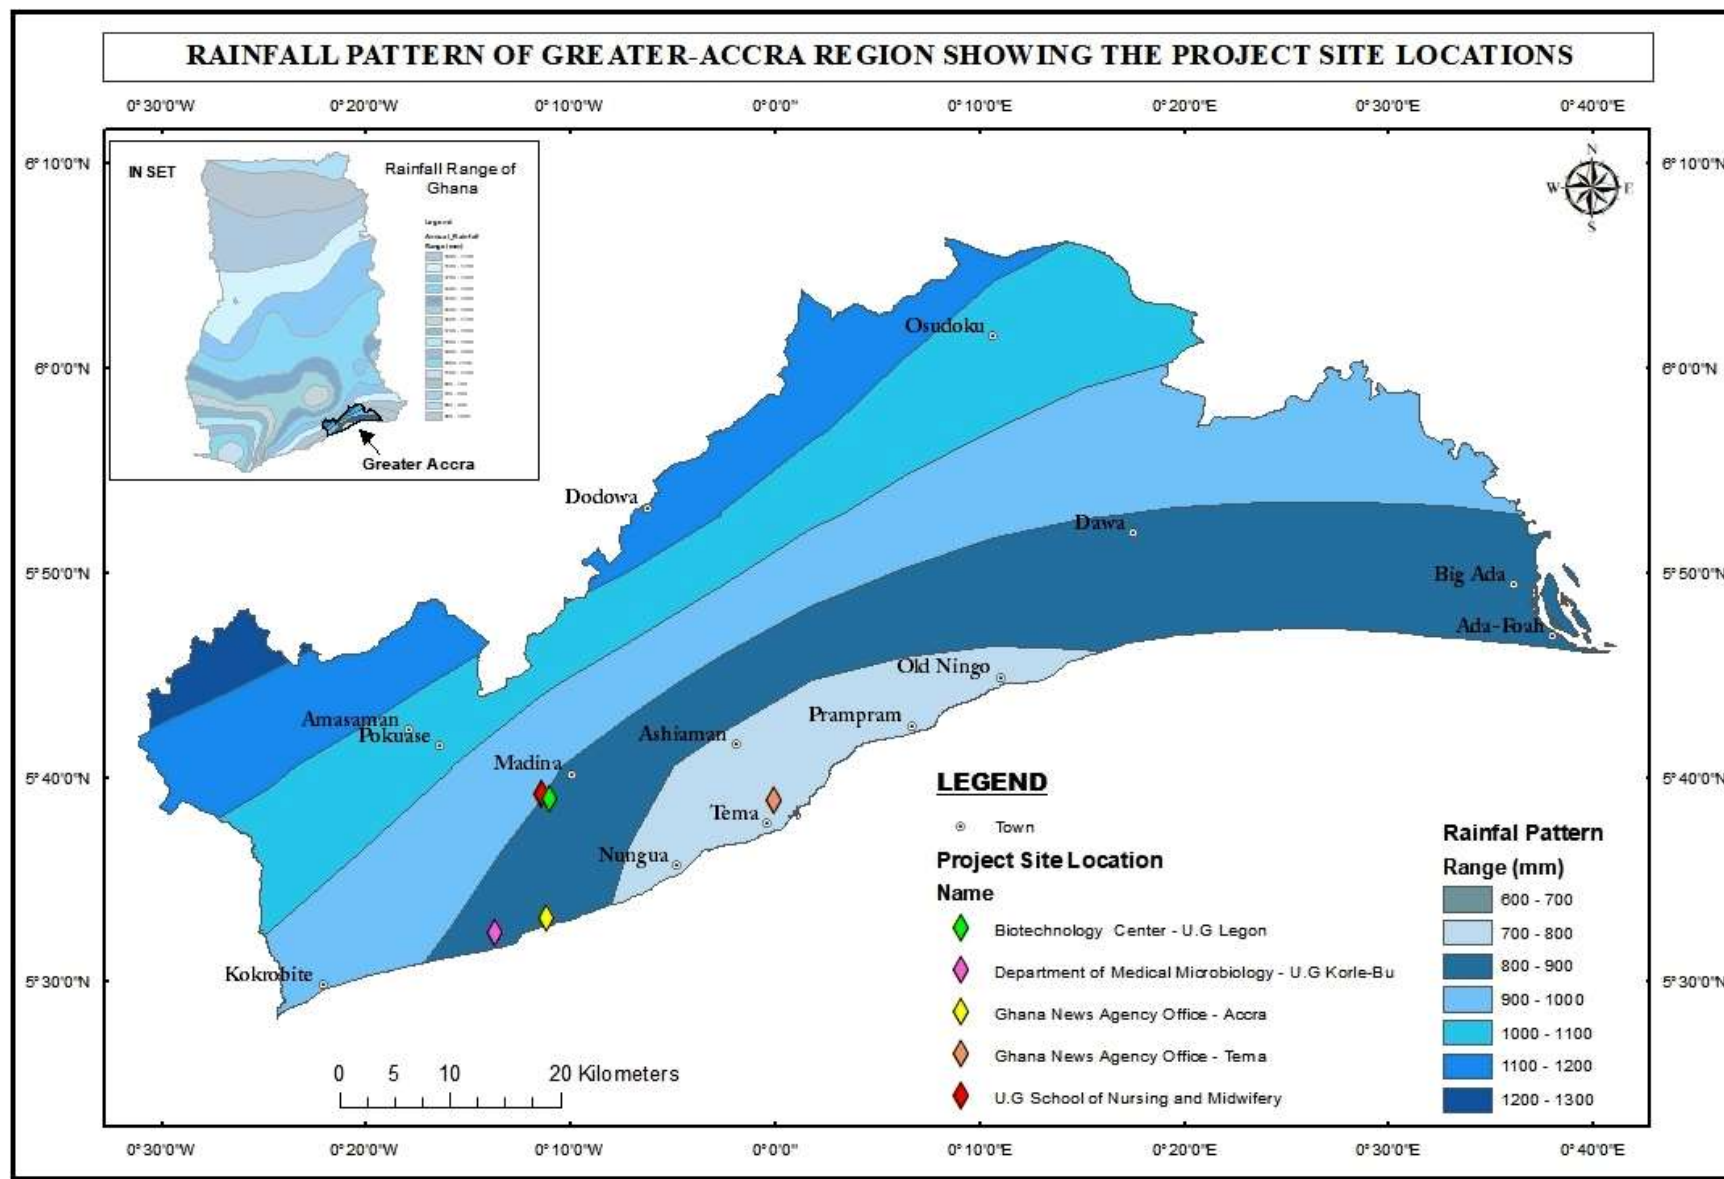 RAINFALL PATTERN OF GREATER-ACCRA REGION SHOWING THE PROJECT SITE LOCATIONS
0°30'0"W 0°20'0"W 0°10'0"W 0°0'0" 0°10'0"E 0°20'0"E 0°30'0"E 0°40'0"E
6°10'0"N 6°10'0"N
IN SET
Rainfall Range of
Ghana
Legend
Annual_Rainfall
Range (mm)
Greater Accra
N
W E
S
6°0'0"N 6°0'0"N
Osudoku
Dodowa
Dawa
5°50'0"N 5°50'0"N
Big Ada
Ada-Foah
Old Ningo
Prampram
Amasaman
Pokuase
Ashiaman
Madina
5°40'0"N 5°40'0"N
Tema
Nungua
Kokrobite
5°30'0"N 5°30'0"N
LEGEND
Town
Project Site Location
Name
Biotechnology Center - U.G Legon
Department of Medical Microbiology - U.G Korle-Bu
Ghana News Agency Office - Accra
Ghana News Agency Office - Tema
U.G School of Nursing and Midwifery
Rainfal Pattern
Range (mm)
600 - 700
700 - 800
800 - 900
900 - 1000
1000 - 1100
1100 - 1200
1200 - 1300
0 5 10 20 Kilometers
0°30'0"W 0°20'0"W 0°10'0"W 0°0'0" 0°10'0"E 0°20'0"E 0°30'0"E 0°40'0"E